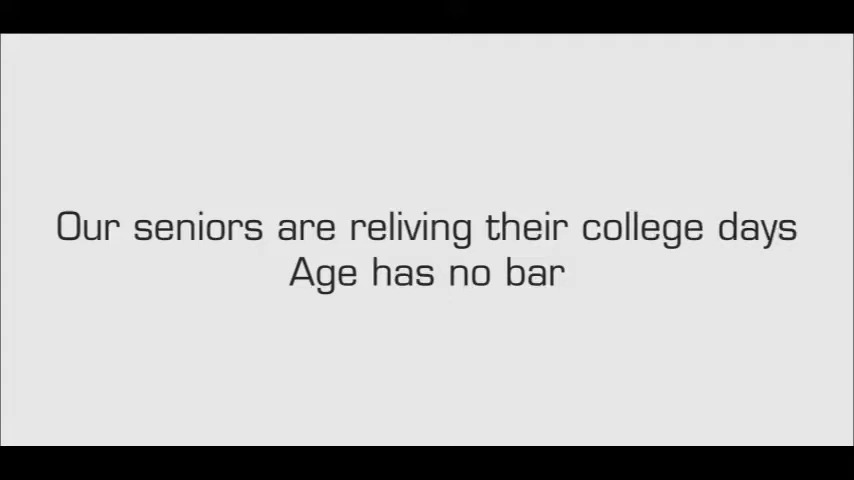 Our seniors are reliving their college days
Age has no bar